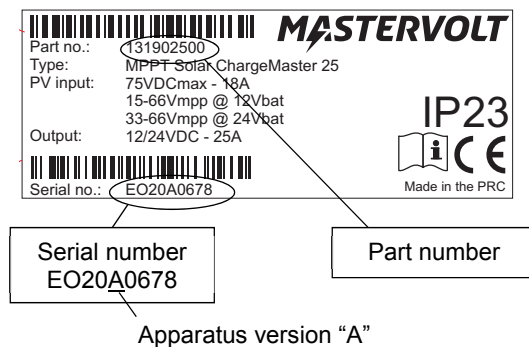 MASTERVOLT
Part no.: 131902500
Type: MPPT Solar ChargeMaster 25
PV input: 75VDCmax - 18A
15-66Vmpp @ 12Vbat
33-66Vmpp @ 24Vbat
Output: 12/24VDC - 25A
IP23
i CE
Serial no.: EO20A0678
Made in the PRC
Serial number
EO20A0678
Part number
Apparatus version “A”